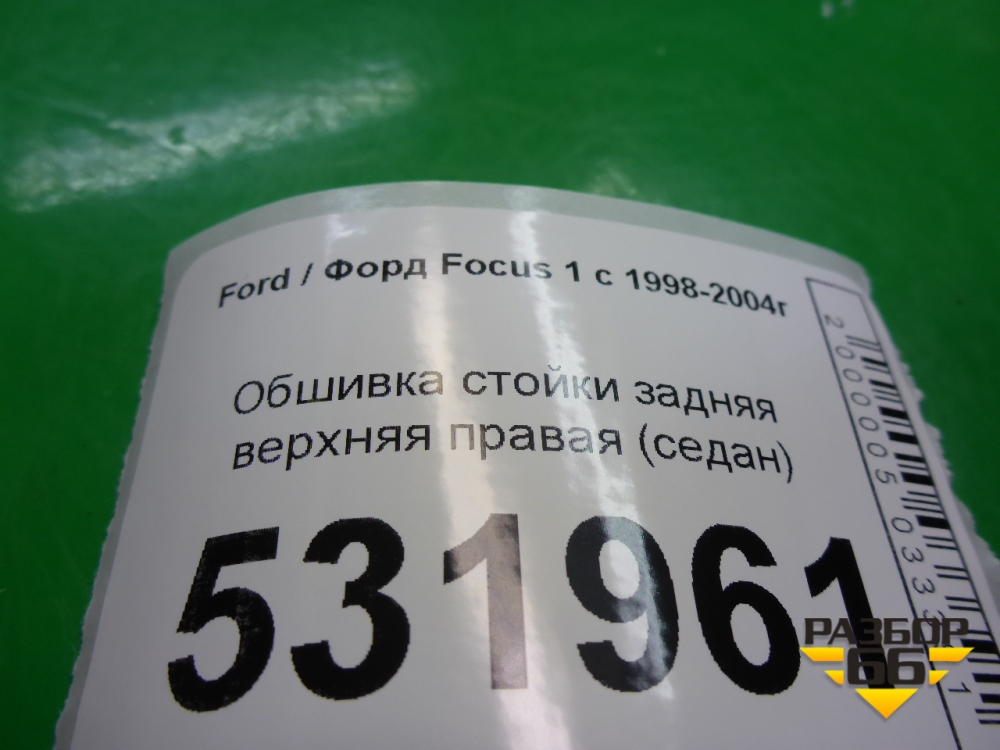 Ford / Форд Focus 1 с 1998-2004г
Обшивка стойки задняя
верхняя правая (седан)
531961
РАЗБОР
66